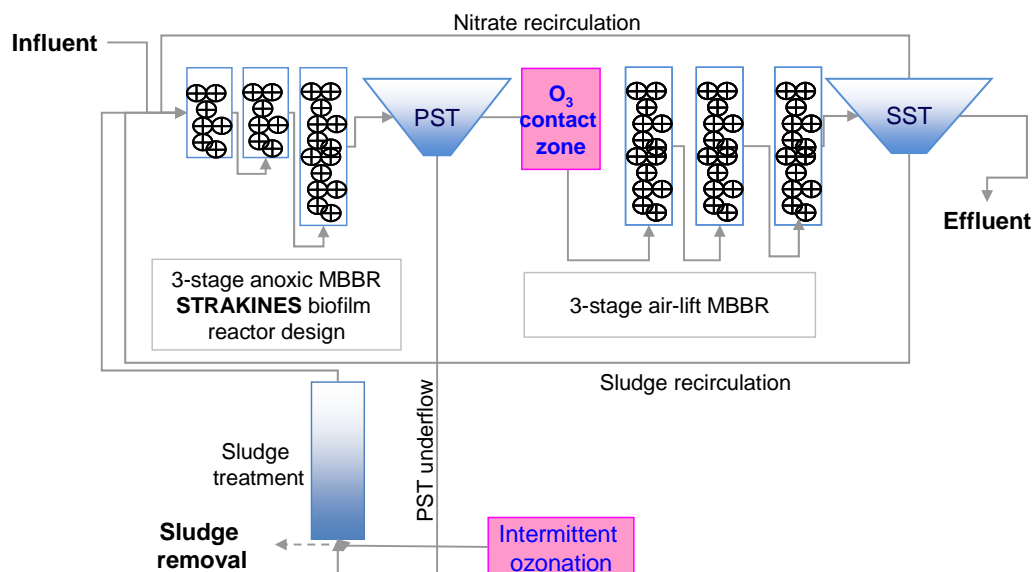 Nitrate recirculation
Influent
PST
O₃
contact
zone
SST
Effluent
3-stage anoxic MBBR
STRAKINES biofilm
reactor design
3-stage air-lift MBBR
Sludge recirculation
Sludge
treatment
PST underflow
Sludge
removal
Intermittent
ozonation